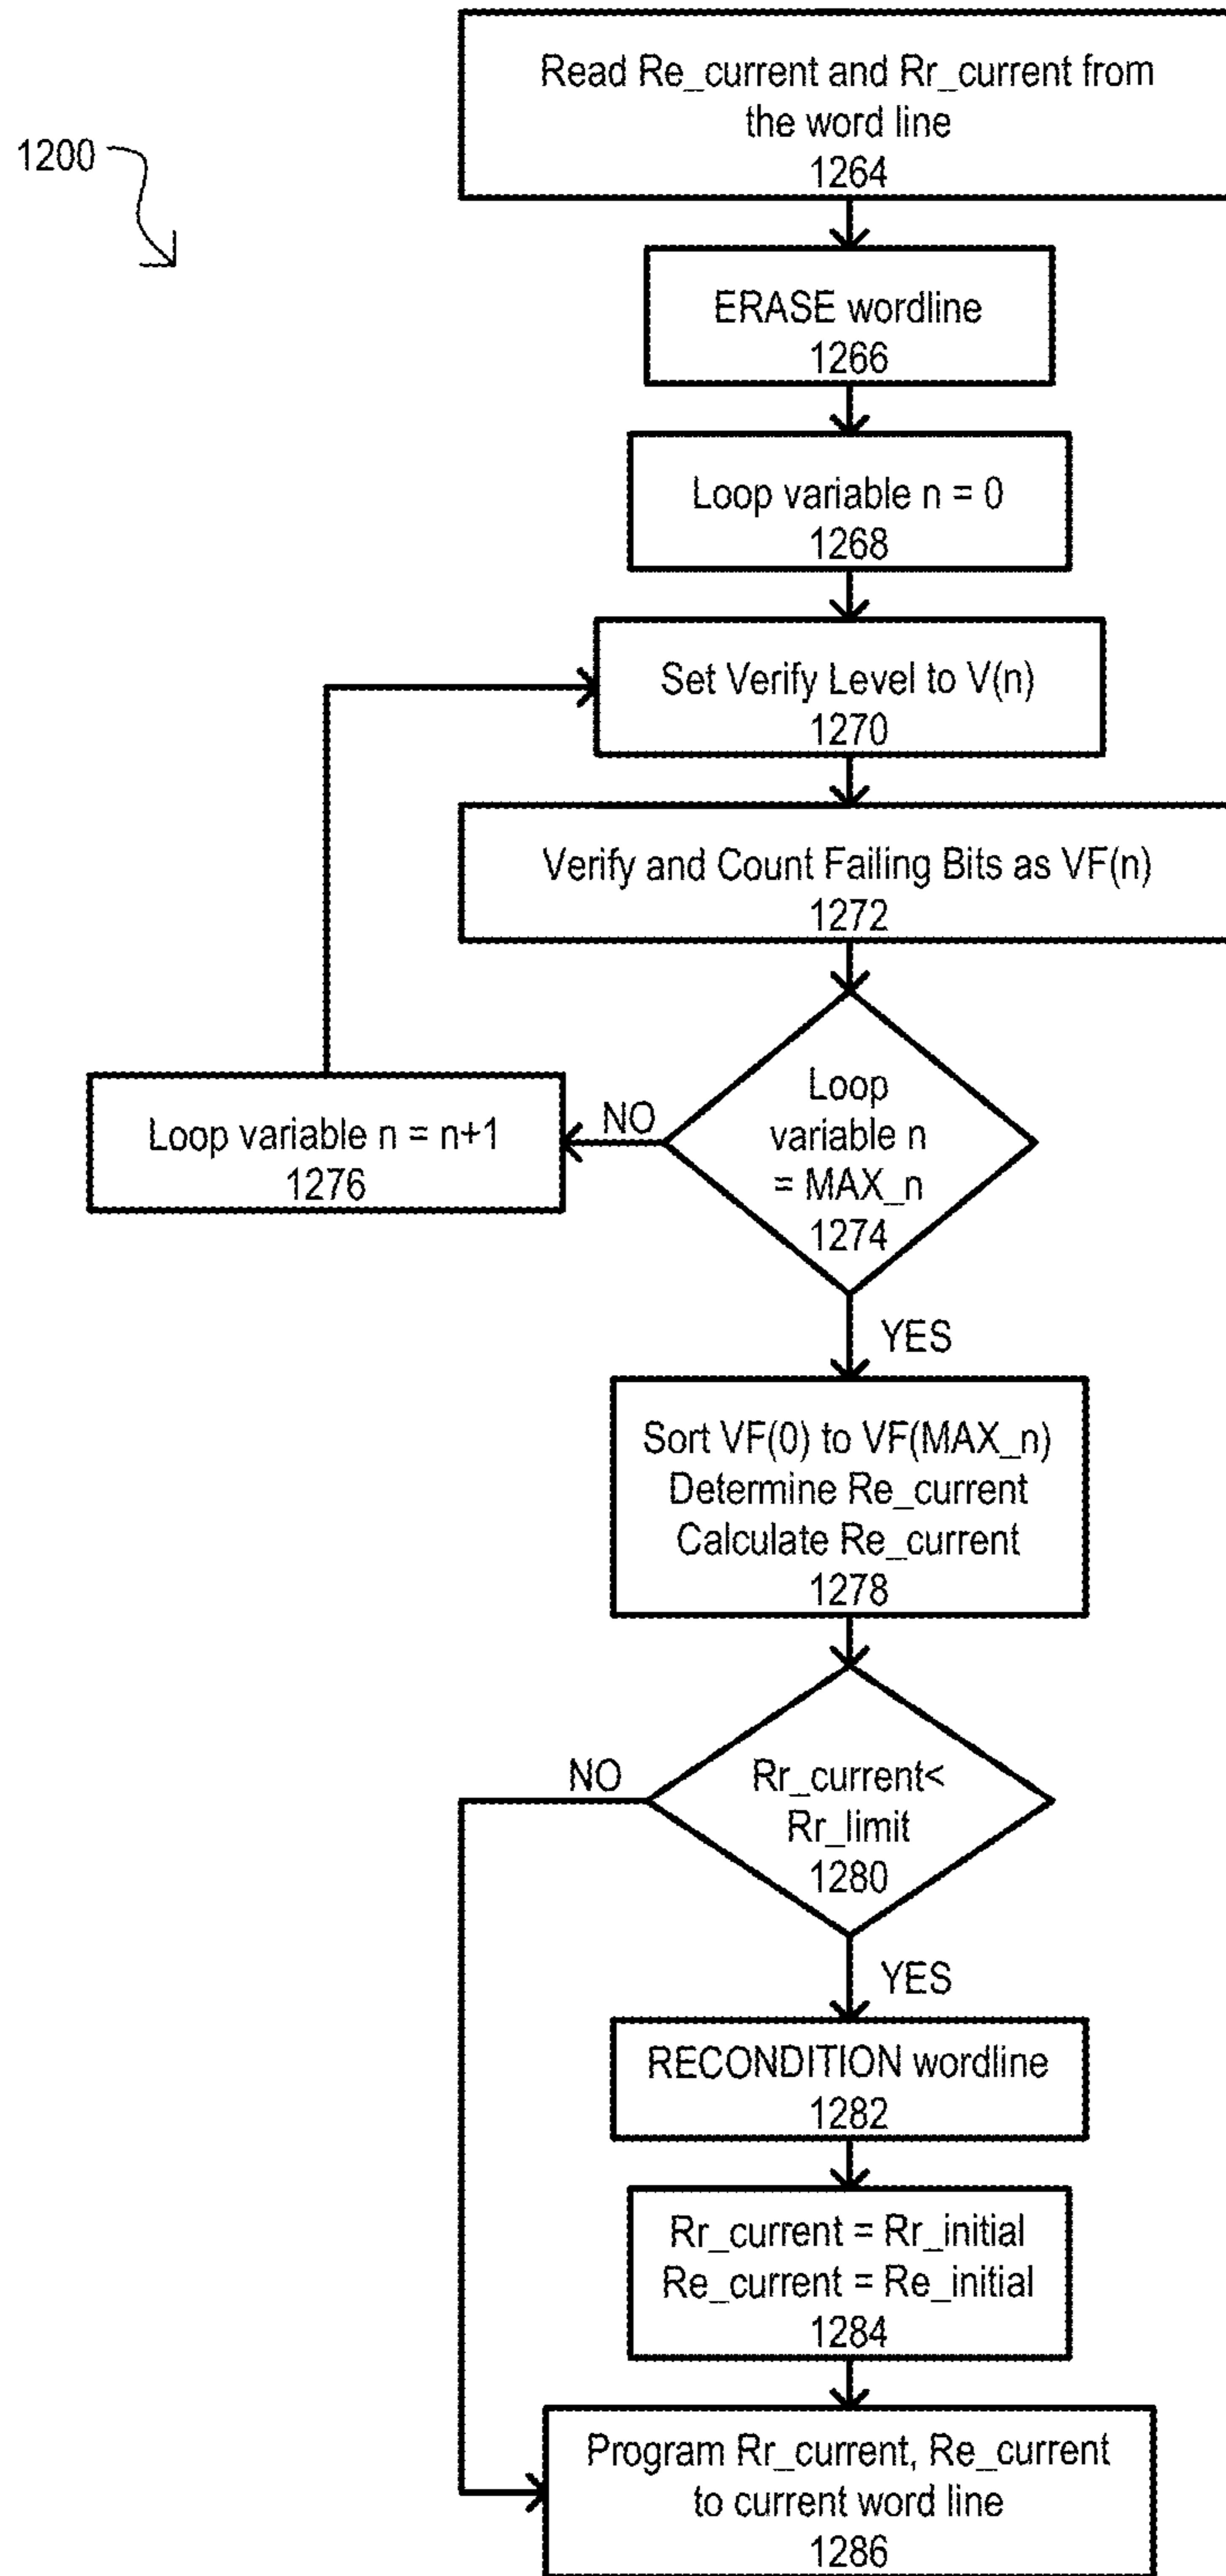 Read Re_current and Rr_current from
the word line
1264
1200
ERASE wordline
1266
Loop variable n = 0
1268
Set Verify Level to V(n)
1270
Verify and Count Failing Bits as VF(n)
1272
Loop
variable n
= MAX_n
1274
NO
Loop variable n = n+1
1276
YES
Sort VF(0) to VF(MAX_n)
Determine Re_current
Calculate Re_current
1278
NO
Rr_current<
Rr_limit
1280
YES
RECONDITION wordline
1282
Rr_current = Rr_initial
Re_current = Re_initial
1284
Program Rr_current, Re_current
to current word line
1286